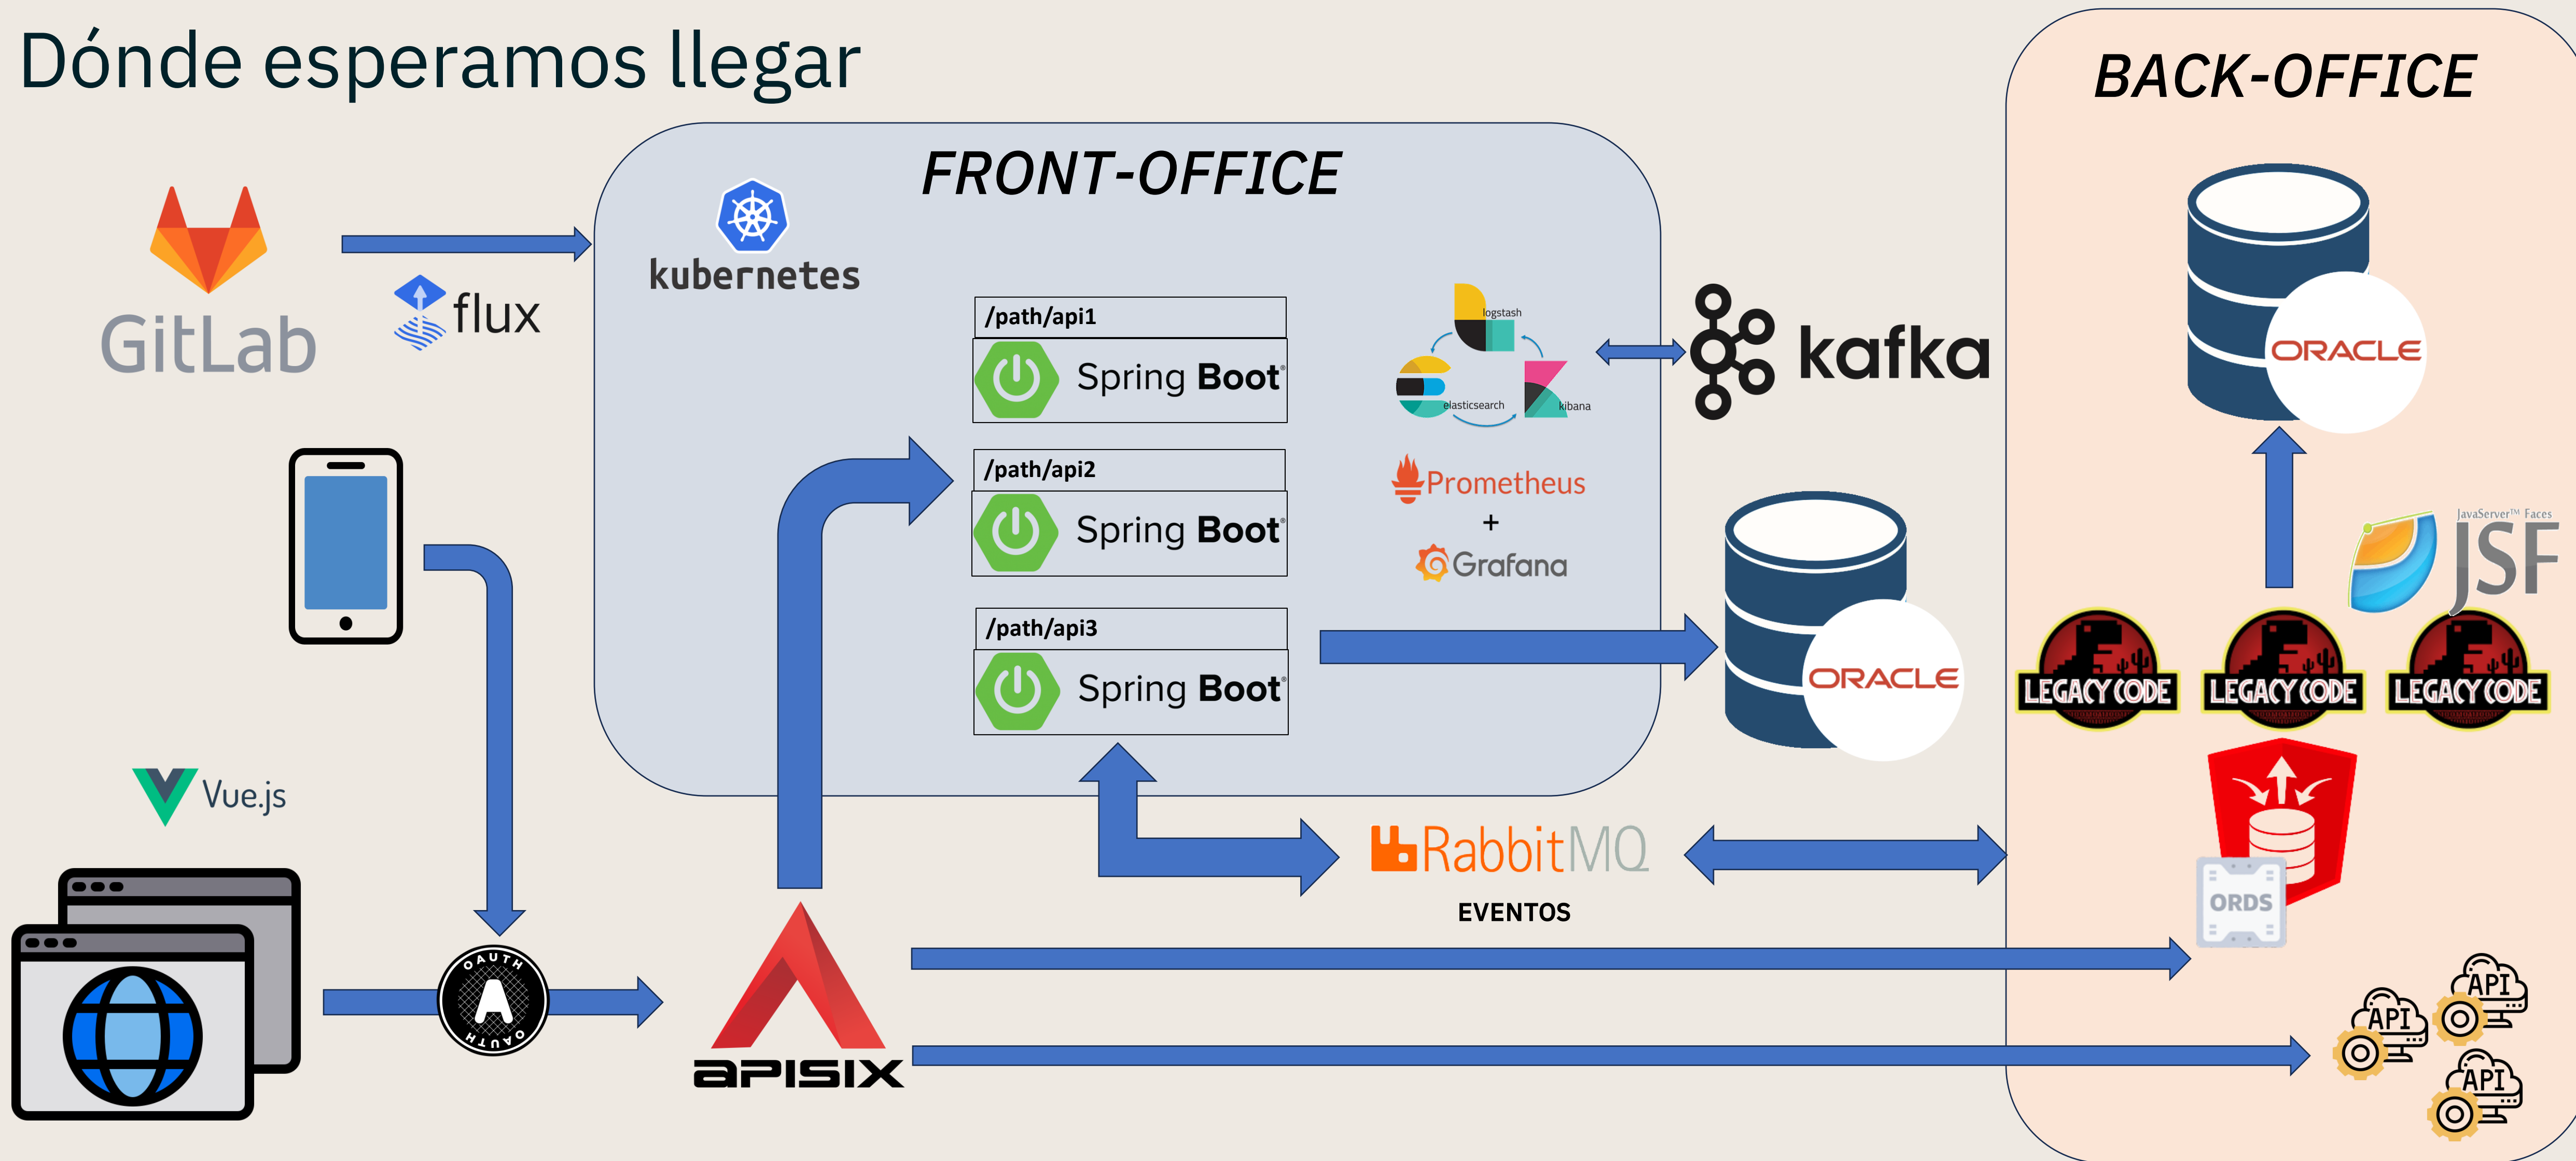 Dónde esperamos llegar
BACK-OFFICE
FRONT-OFFICE
kubernetes
GitLab
flux
/path/api1
Spring Boot®
/path/api2
Spring Boot®
/path/api3
Spring Boot®
logstash
elasticsearch
kibana
Prometheus
+
Grafana
kafka
ORACLE
ORACLE
JavaServer™ Faces
JSF
LEGACY CODE
LEGACY CODE
LEGACY CODE
Vue.js
RabbitMQ
EVENTOS
ORDS
OAUTH
A
OAUTH
APISIX
API
API
API